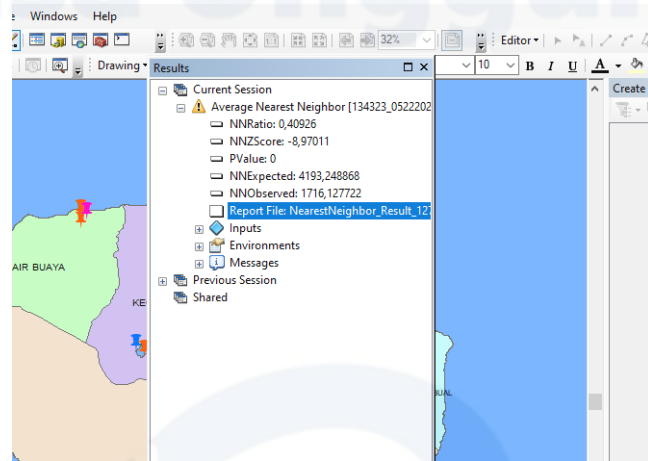 Windows Help
32%
Editor
Drawing
10 B I U A
Results
Create
Current Session
Average Nearest Neighbor [134323_0522202
NNRatio: 0,40926
NNZScore: -8,97011
PValue: 0
NNExpected: 4193,248868
NNObserved: 1716,127722
Report File: NearestNeighbor_Result_127
Inputs
Environments
Messages
Previous Session
Shared
AIR BUAYA
KE